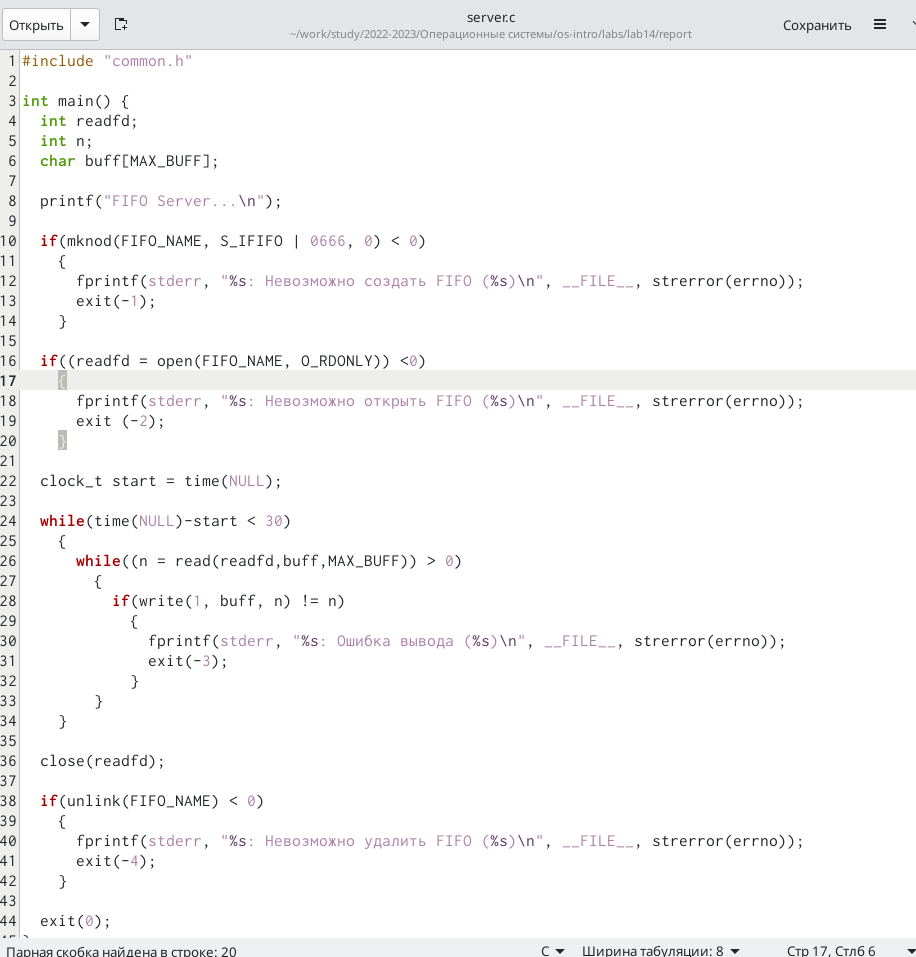 Открыть
server.c
~/work/study/2022-2023/Операционные системы/os-intro/labs/lab14/report
Сохранить
1 #include "common.h"
2
3 int main() {
4   int readfd;
5   int n;
6   char buff[MAX_BUFF];
7
8   printf("FIFO Server...\n");
9
10   if(mknod(FIFO_NAME, S_IFIFO | 0666, 0) < 0)
11     {
12       fprintf(stderr, "%s: Невозможно создать FIFO (%s)\n", __FILE__, strerror(errno));
13       exit(-1);
14     }
15
16   if((readfd = open(FIFO_NAME, O_RDONLY)) <0)
17     {
18       fprintf(stderr, "%s: Невозможно открыть FIFO (%s)\n", __FILE__, strerror(errno));
19       exit (-2);
20     }
21
22   clock_t start = time(NULL);
23
24   while(time(NULL)-start < 30)
25     {
26       while((n = read(readfd,buff,MAX_BUFF)) > 0)
27         {
28           if(write(1, buff, n) != n)
29             {
30               fprintf(stderr, "%s: Ошибка вывода (%s)\n", __FILE__, strerror(errno));
31               exit(-3);
32             }
33         }
34     }
35
36   close(readfd);
37
38   if(unlink(FIFO_NAME) < 0)
39     {
40       fprintf(stderr, "%s: Невозможно удалить FIFO (%s)\n", __FILE__, strerror(errno));
41       exit(-4);
42     }
43
44   exit(0);
Парная скобка найдена в строке: 20
C
Ширина табуляции: 8
Стр 17, Стлб 6